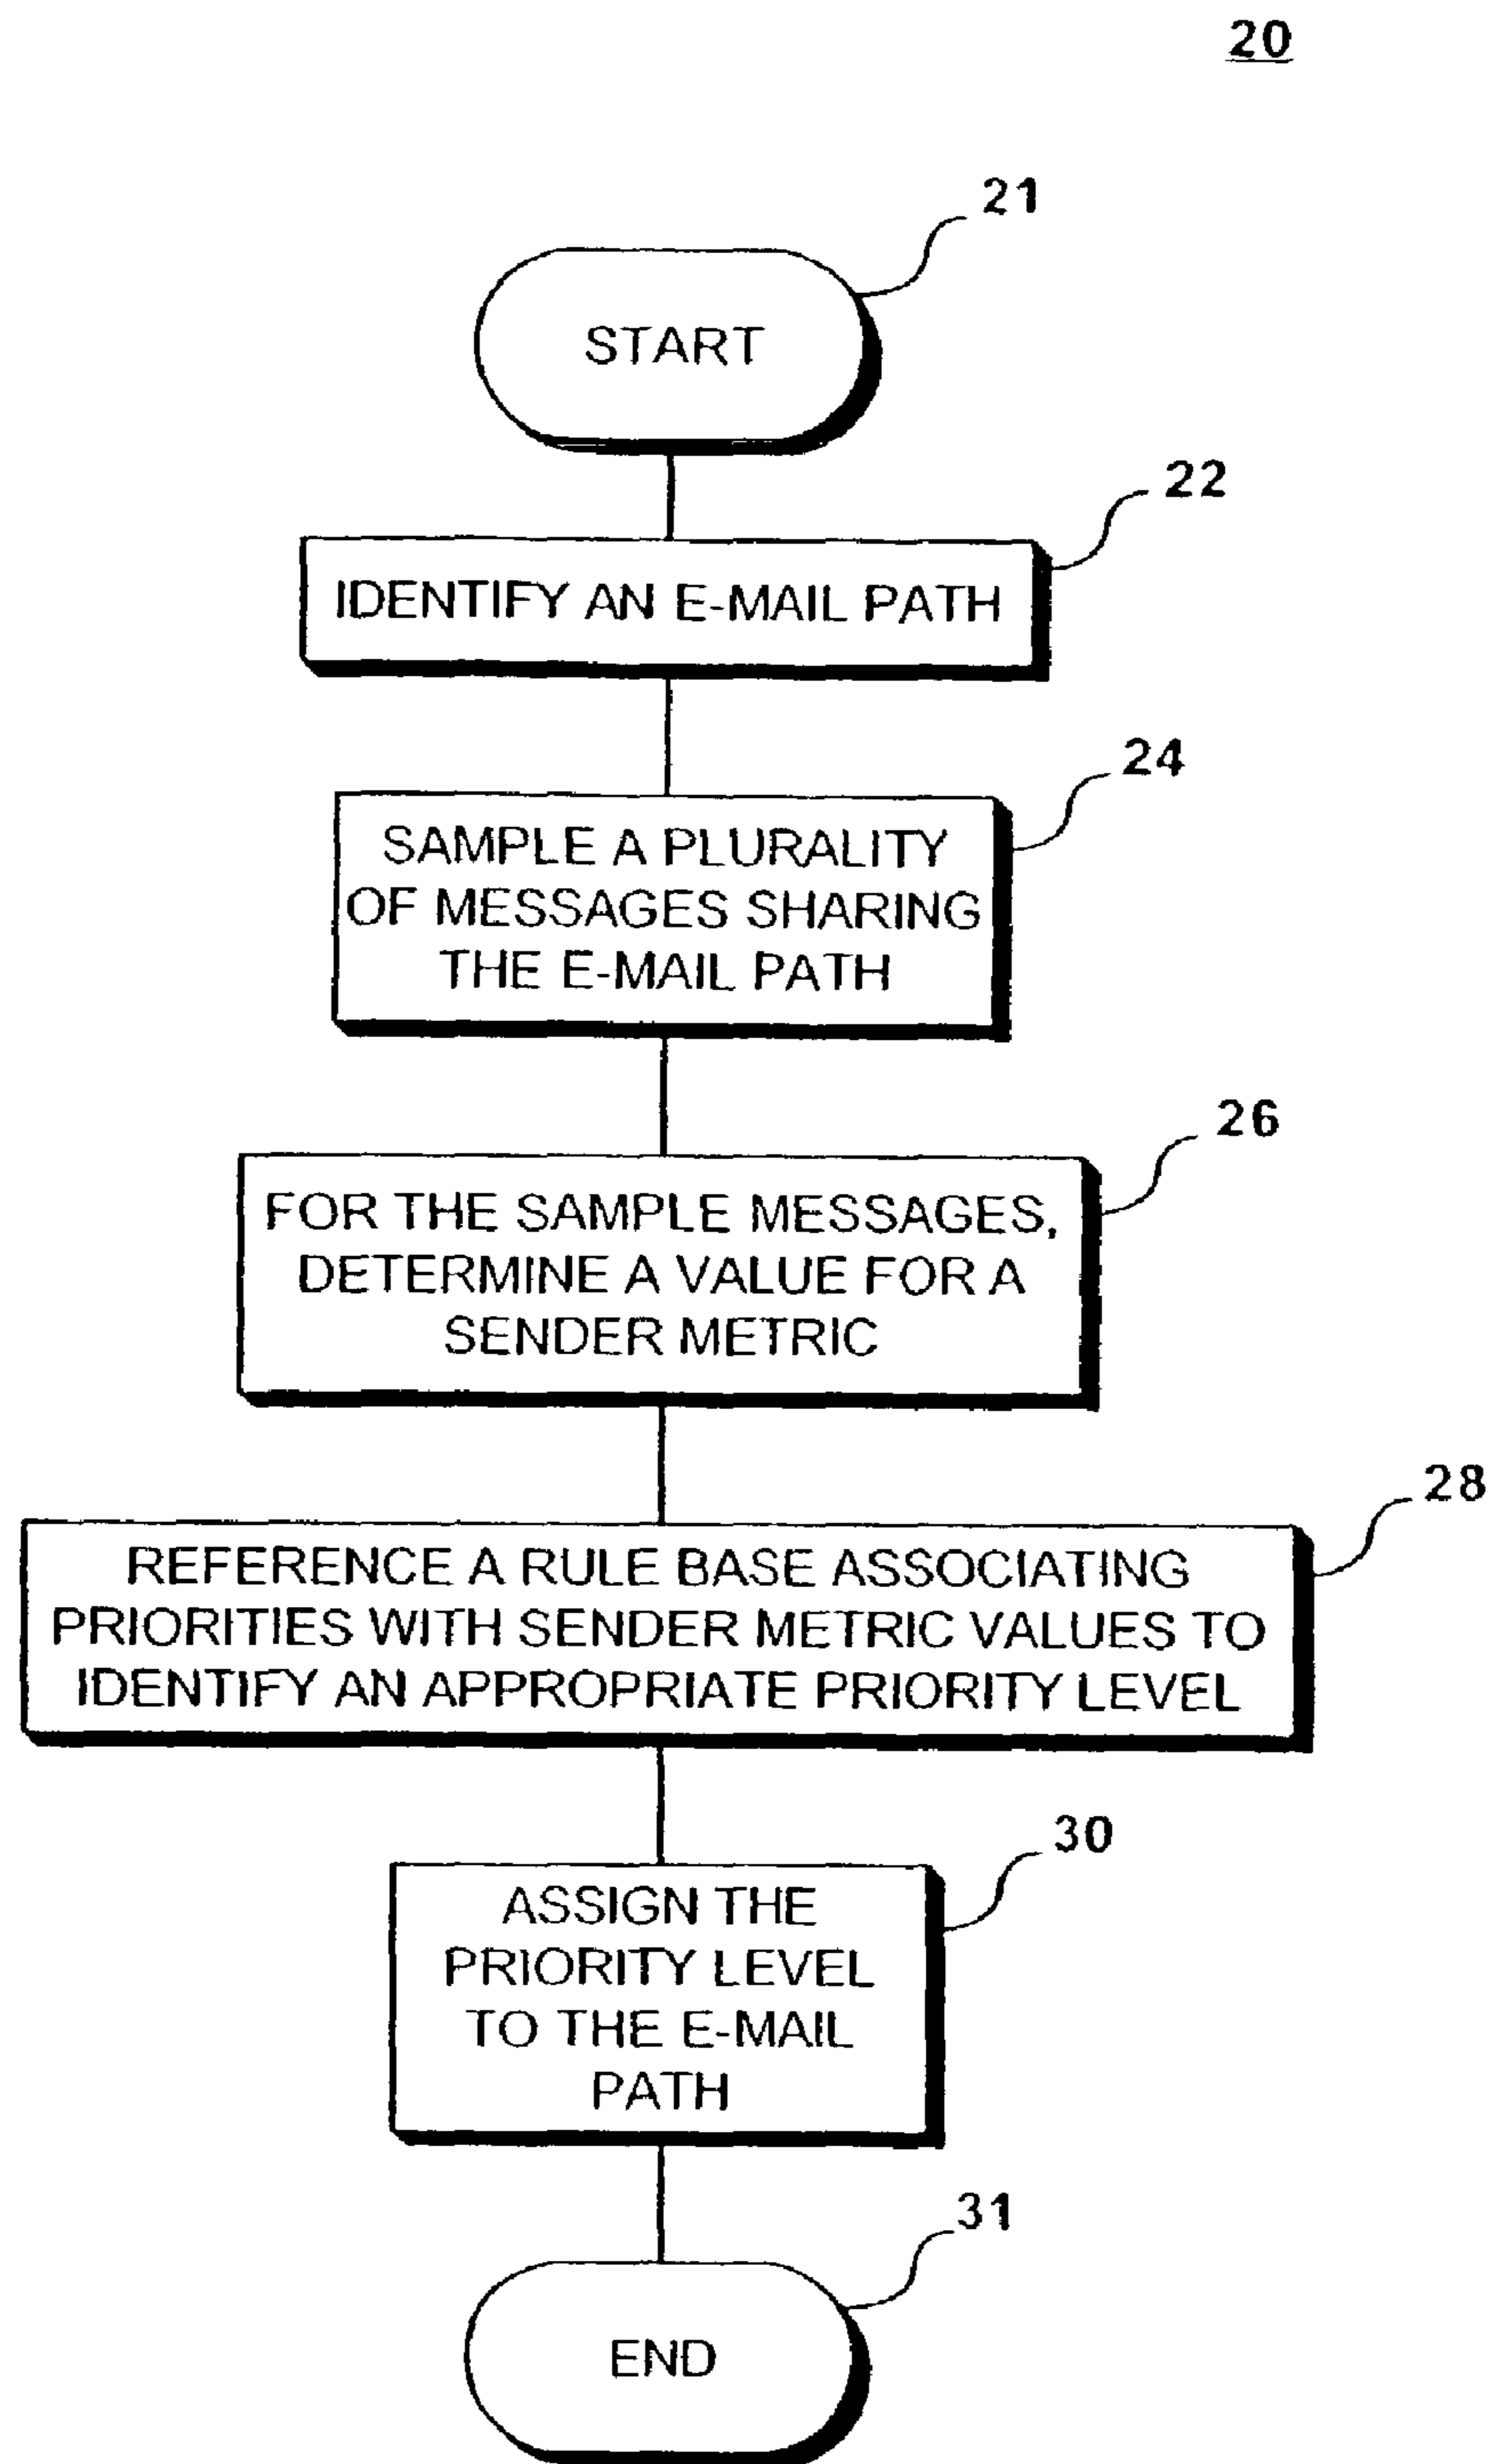 20
21
START
22
IDENTIFY AN E-MAIL PATH
24
SAMPLE A PLURALITY
OF MESSAGES SHARING
THE E-MAIL PATH
26
FOR THE SAMPLE MESSAGES,
DETERMINE A VALUE FOR A
SENDER METRIC
28
REFERENCE A RULE BASE ASSOCIATING
PRIORITIES WITH SENDER METRIC VALUES TO
IDENTIFY AN APPROPRIATE PRIORITY LEVEL
30
ASSIGN THE
PRIORITY LEVEL
TO THE E-MAIL
PATH
31
END